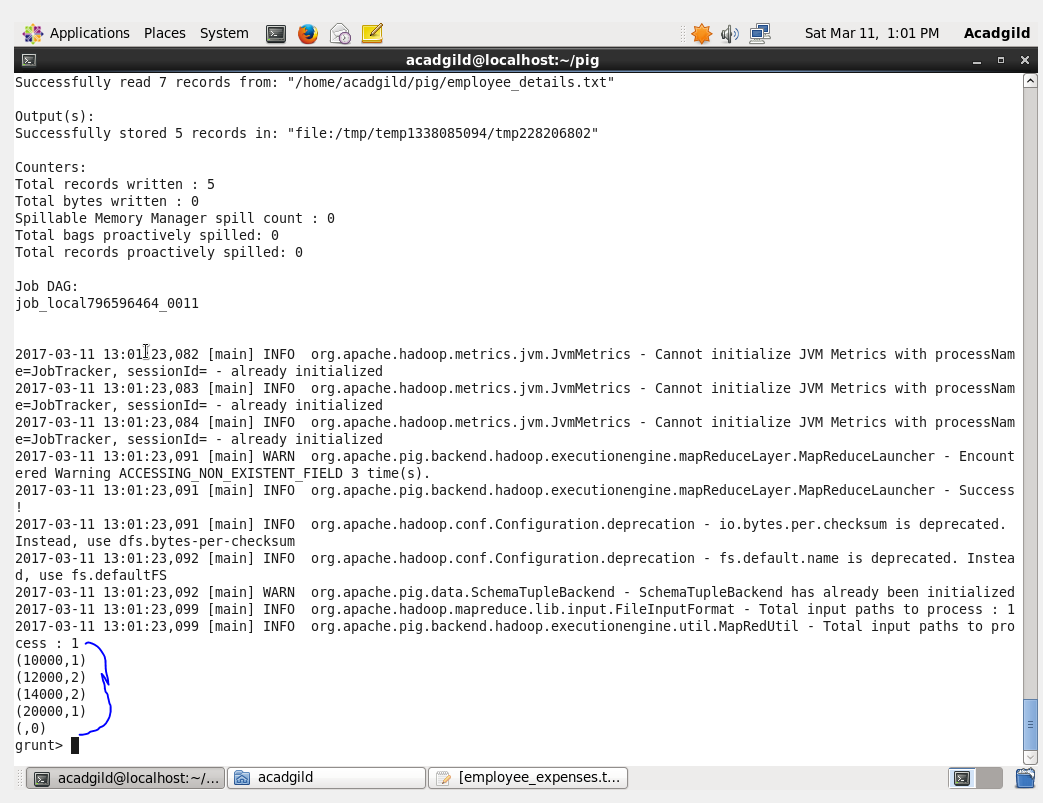 Applications Places System Sat Mar 11, 1:01 PM Acadgild
acadgild@localhost:~/pig
Successfully read 7 records from: "/home/acadgild/pig/employee_details.txt"
Output(s):
Successfully stored 5 records in: "file:/tmp/temp1338085094/tmp228206802"
Counters:
Total records written : 5
Total bytes written : 0
Spillable Memory Manager spill count : 0
Total bags proactively spilled: 0
Total records proactively spilled: 0
Job DAG:
job_local796596464_0011
2017-03-11 13:01:23,082 [main] INFO  org.apache.hadoop.metrics.jvm.JvmMetrics - Cannot initialize JVM Metrics with processNam
e=JobTracker, sessionId= - already initialized
2017-03-11 13:01:23,083 [main] INFO  org.apache.hadoop.metrics.jvm.JvmMetrics - Cannot initialize JVM Metrics with processNam
e=JobTracker, sessionId= - already initialized
2017-03-11 13:01:23,084 [main] INFO  org.apache.hadoop.metrics.jvm.JvmMetrics - Cannot initialize JVM Metrics with processNam
e=JobTracker, sessionId= - already initialized
2017-03-11 13:01:23,091 [main] WARN  org.apache.pig.backend.hadoop.executionengine.mapReduceLayer.MapReduceLauncher - Encount
ered Warning ACCESSING_NON_EXISTENT_FIELD 3 time(s).
2017-03-11 13:01:23,091 [main] INFO  org.apache.pig.backend.hadoop.executionengine.mapReduceLayer.MapReduceLauncher - Success
!
2017-03-11 13:01:23,091 [main] INFO  org.apache.hadoop.conf.Configuration.deprecation - io.bytes.per.checksum is deprecated.
Instead, use dfs.bytes-per-checksum
2017-03-11 13:01:23,092 [main] INFO  org.apache.hadoop.conf.Configuration.deprecation - fs.default.name is deprecated. Instea
d, use fs.defaultFS
2017-03-11 13:01:23,092 [main] WARN  org.apache.pig.data.SchemaTupleBackend - SchemaTupleBackend has already been initialized
2017-03-11 13:01:23,099 [main] INFO  org.apache.hadoop.mapreduce.lib.input.FileInputFormat - Total input paths to process : 1
2017-03-11 13:01:23,099 [main] INFO  org.apache.pig.backend.hadoop.executionengine.util.MapRedUtil - Total input paths to pro
cess : 1
(10000,1)
(12000,2)
(14000,2)
(20000,1)
(,0)
grunt>
acadgild@localhost:~/... acadgild [employee_expenses.t...